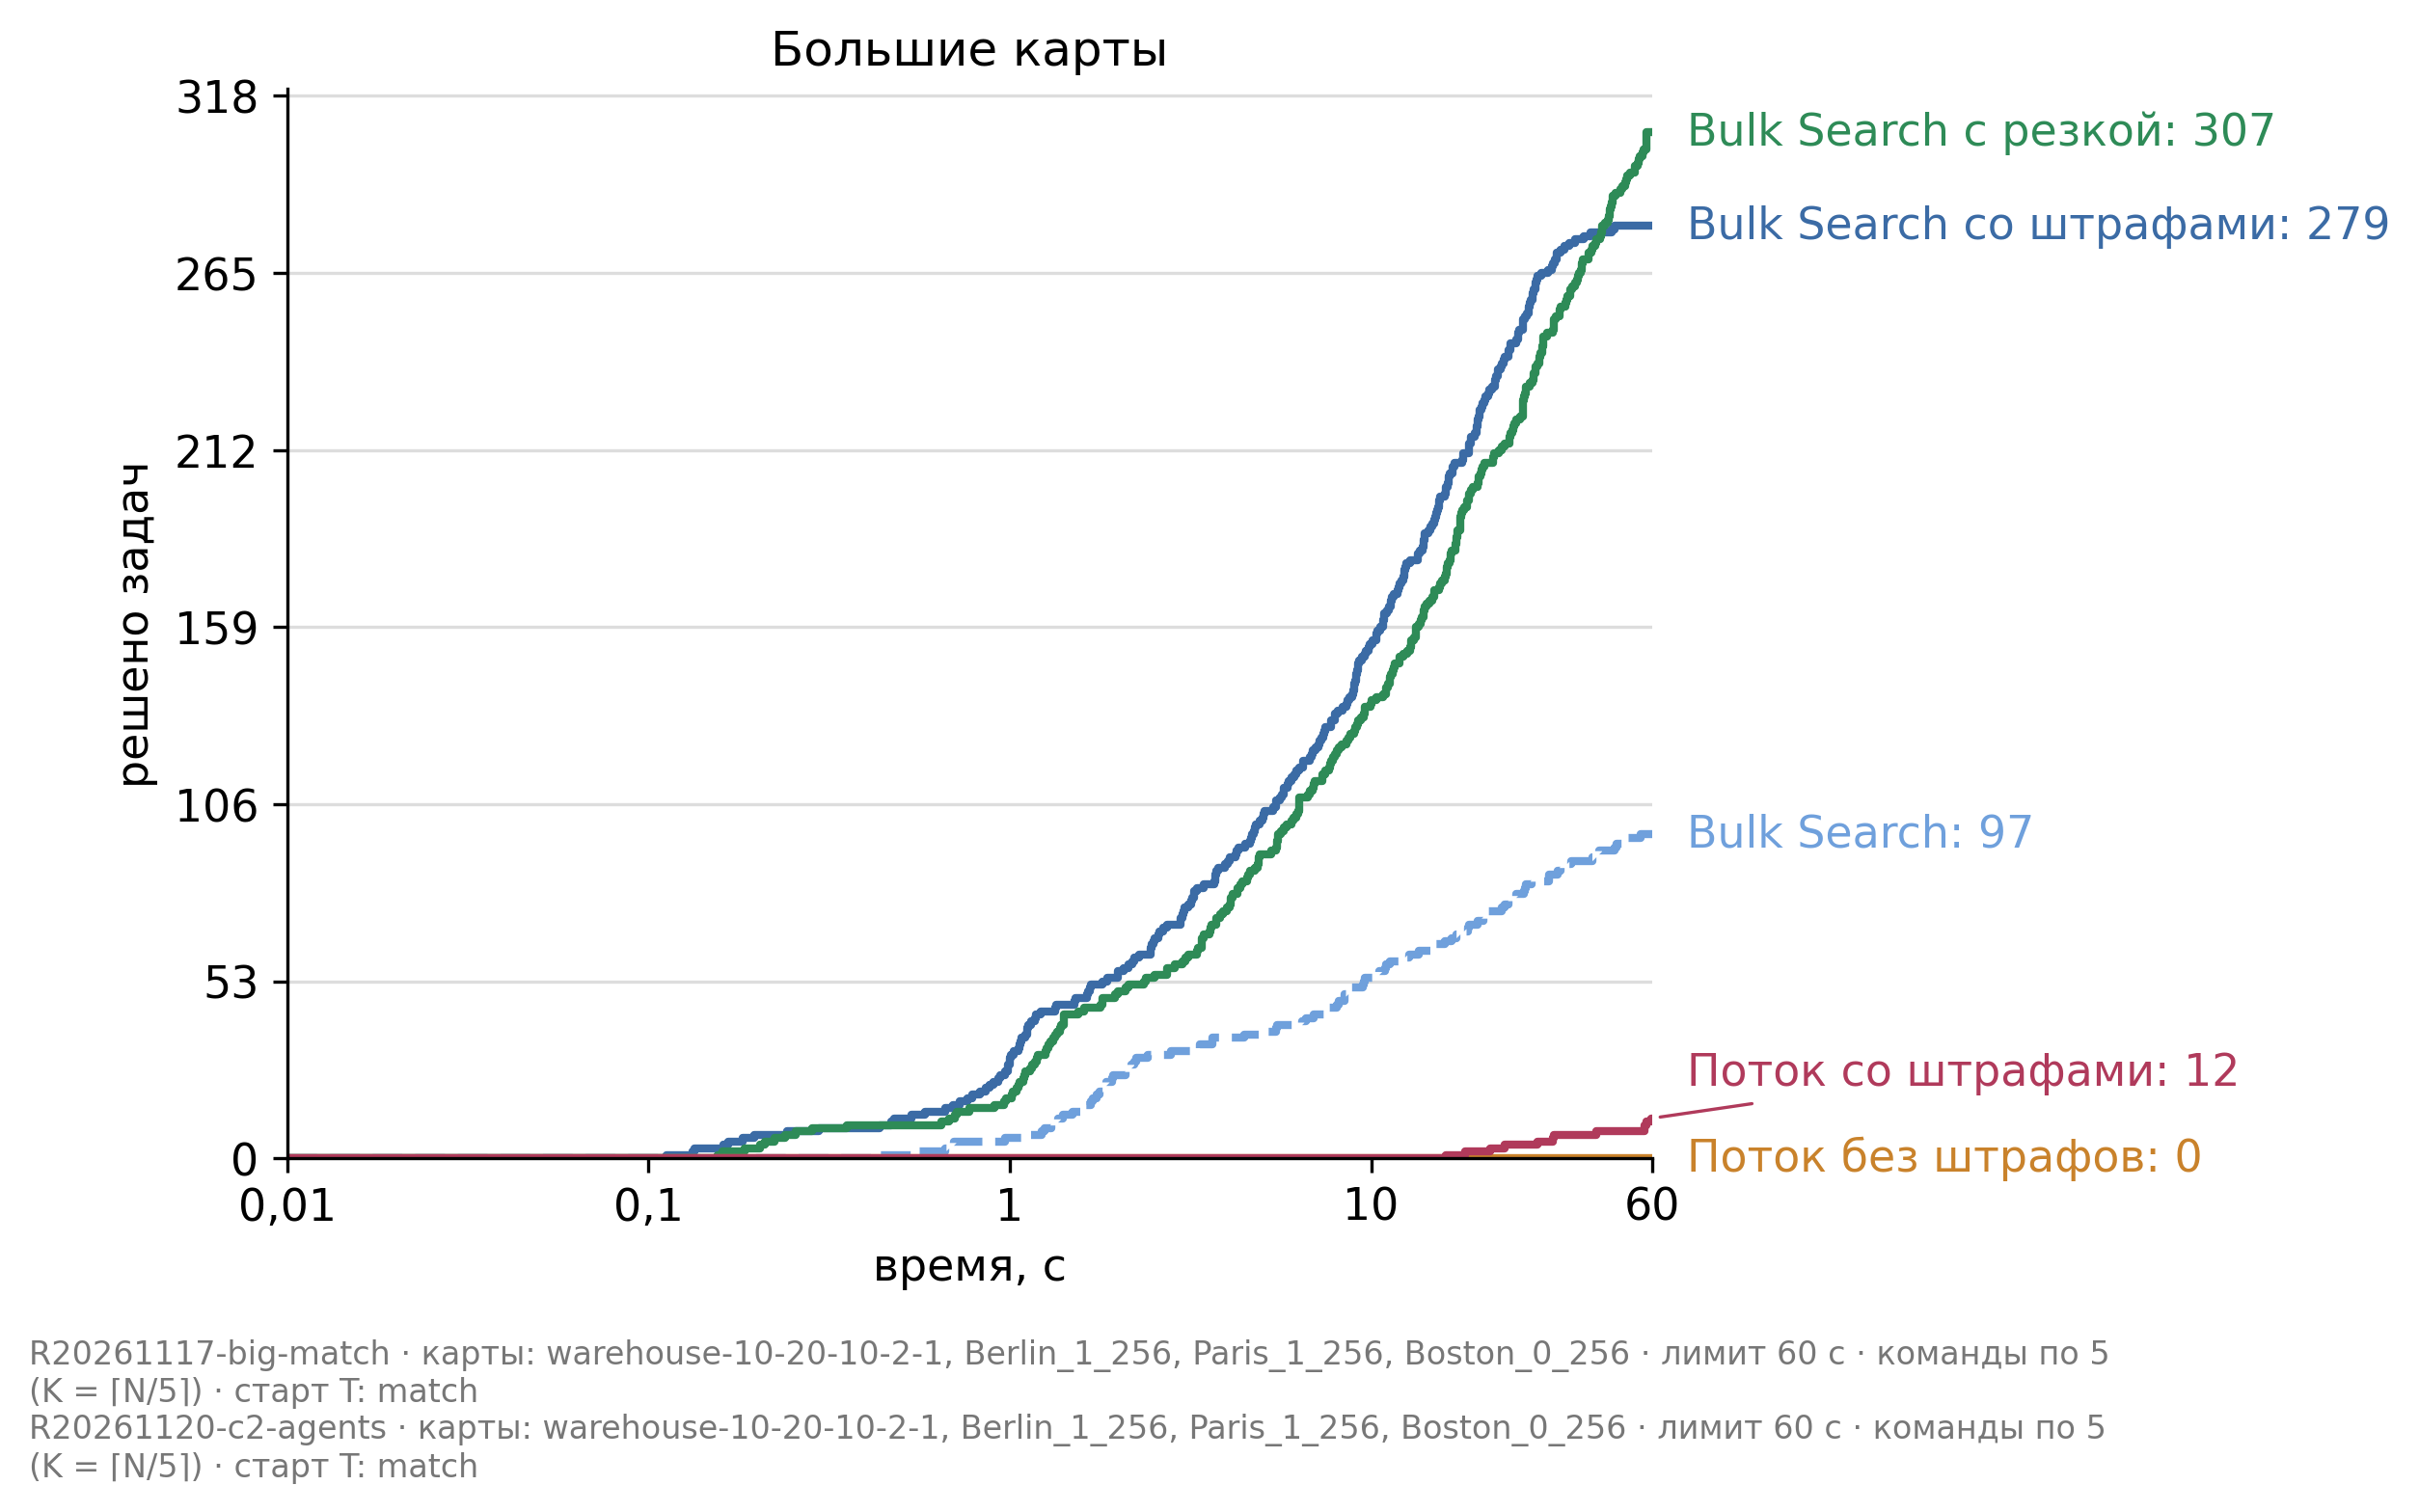 Большие карты
318
265
212
159
106
53
0
решено задач
0,01
0,1
1
10
60
время, с
Bulk Search с резкой: 307
Bulk Search со штрафами: 279
Bulk Search: 97
Поток со штрафами: 12
Поток без штрафов: 0
R20261117-big-match · карты: warehouse-10-20-10-2-1, Berlin_1_256, Paris_1_256, Boston_0_256 · лимит 60 с · команды по 5
(K = ⌈N/5⌉) · старт T: match
R20261120-c2-agents · карты: warehouse-10-20-10-2-1, Berlin_1_256, Paris_1_256, Boston_0_256 · лимит 60 с · команды по 5
(K = ⌈N/5⌉) · старт T: match